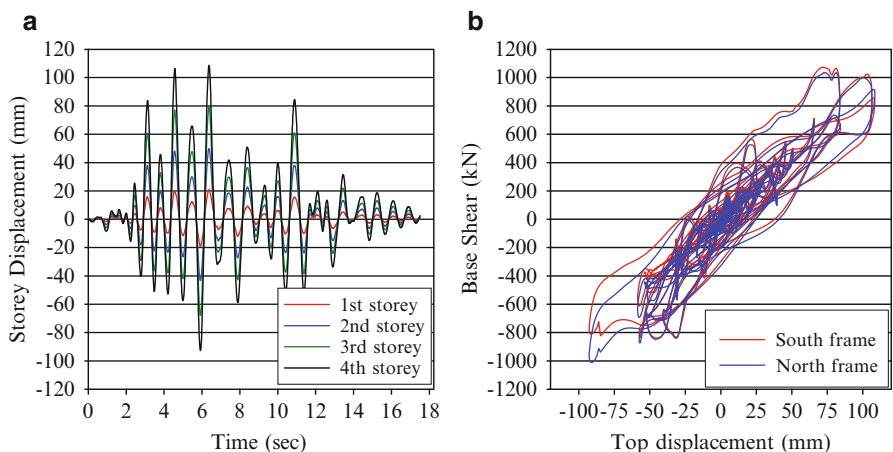 a
120
100
80
60
40
20
0
-20
-40
-60
-80
-100
-120
Storey Displacement (mm)
1st storey
2nd storey
3rd storey
4th storey
0 2 4 6 8 10 12 14 16 18
Time (sec)
b
1200
1000
800
600
400
200
0
-200
-400
-600
-800
-1000
1200
Base Shear (kN)
South frame
North frame
-100 -75 -50 -25 0 25 50 75 100
Top displacement (mm)